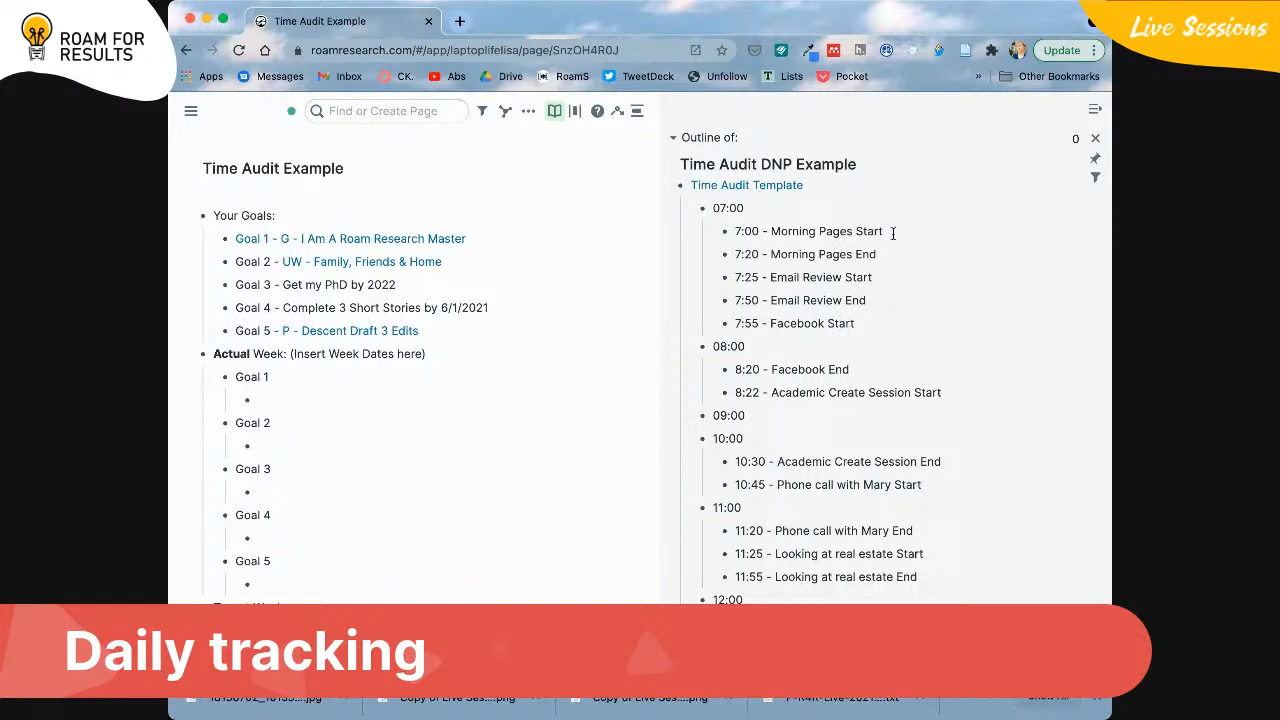 ROAM FOR
RESULTS
Live Sessions
Time Audit Example
roamresearch.com/#/app/laptoplifelisa/page/SnzOH4R0J
Update
Apps
Messages
Inbox
CK.
Abs
Drive
RoamS
TweetDeck
Unfollow
Lists
Pocket
»
Other Bookmarks
Find or Create Page
Time Audit Example
Your Goals:
Goal 1 - G - I Am A Roam Research Master
Goal 2 - UW - Family, Friends & Home
Goal 3 - Get my PhD by 2022
Goal 4 - Complete 3 Short Stories by 6/1/2021
Goal 5 - P - Descent Draft 3 Edits
Actual Week: (Insert Week Dates here)
Goal 1
Goal 2
Goal 3
Goal 4
Goal 5
Outline of:
0
Time Audit DNP Example
Time Audit Template
07:00
7:00 - Morning Pages Start
7:20 - Morning Pages End
7:25 - Email Review Start
7:50 - Email Review End
7:55 - Facebook Start
08:00
8:20 - Facebook End
8:22 - Academic Create Session Start
09:00
10:00
10:30 - Academic Create Session End
10:45 - Phone call with Mary Start
11:00
11:20 - Phone call with Mary End
11:25 - Looking at real estate Start
11:55 - Looking at real estate End
12:00
Daily tracking